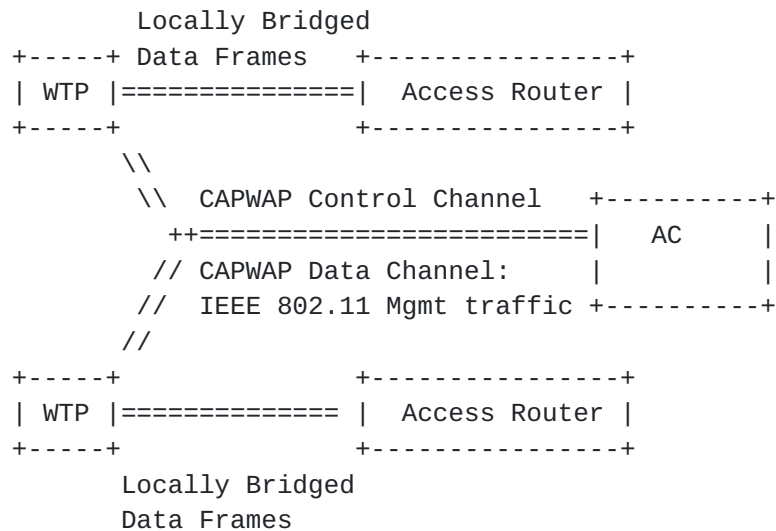 Locally Bridged
+-----+ Data Frames   +----------------+
| WTP |===============|  Access Router |
+-----+               +----------------+
       \\
        \\  CAPWAP Control Channel   +----------+
          ++=========================|   AC     |
         // CAPWAP Data Channel:     |          |
        //  IEEE 802.11 Mgmt traffic +----------+
       //
+-----+               +----------------+
| WTP |============== |  Access Router |
+-----+               +----------------+
       Locally Bridged
       Data Frames